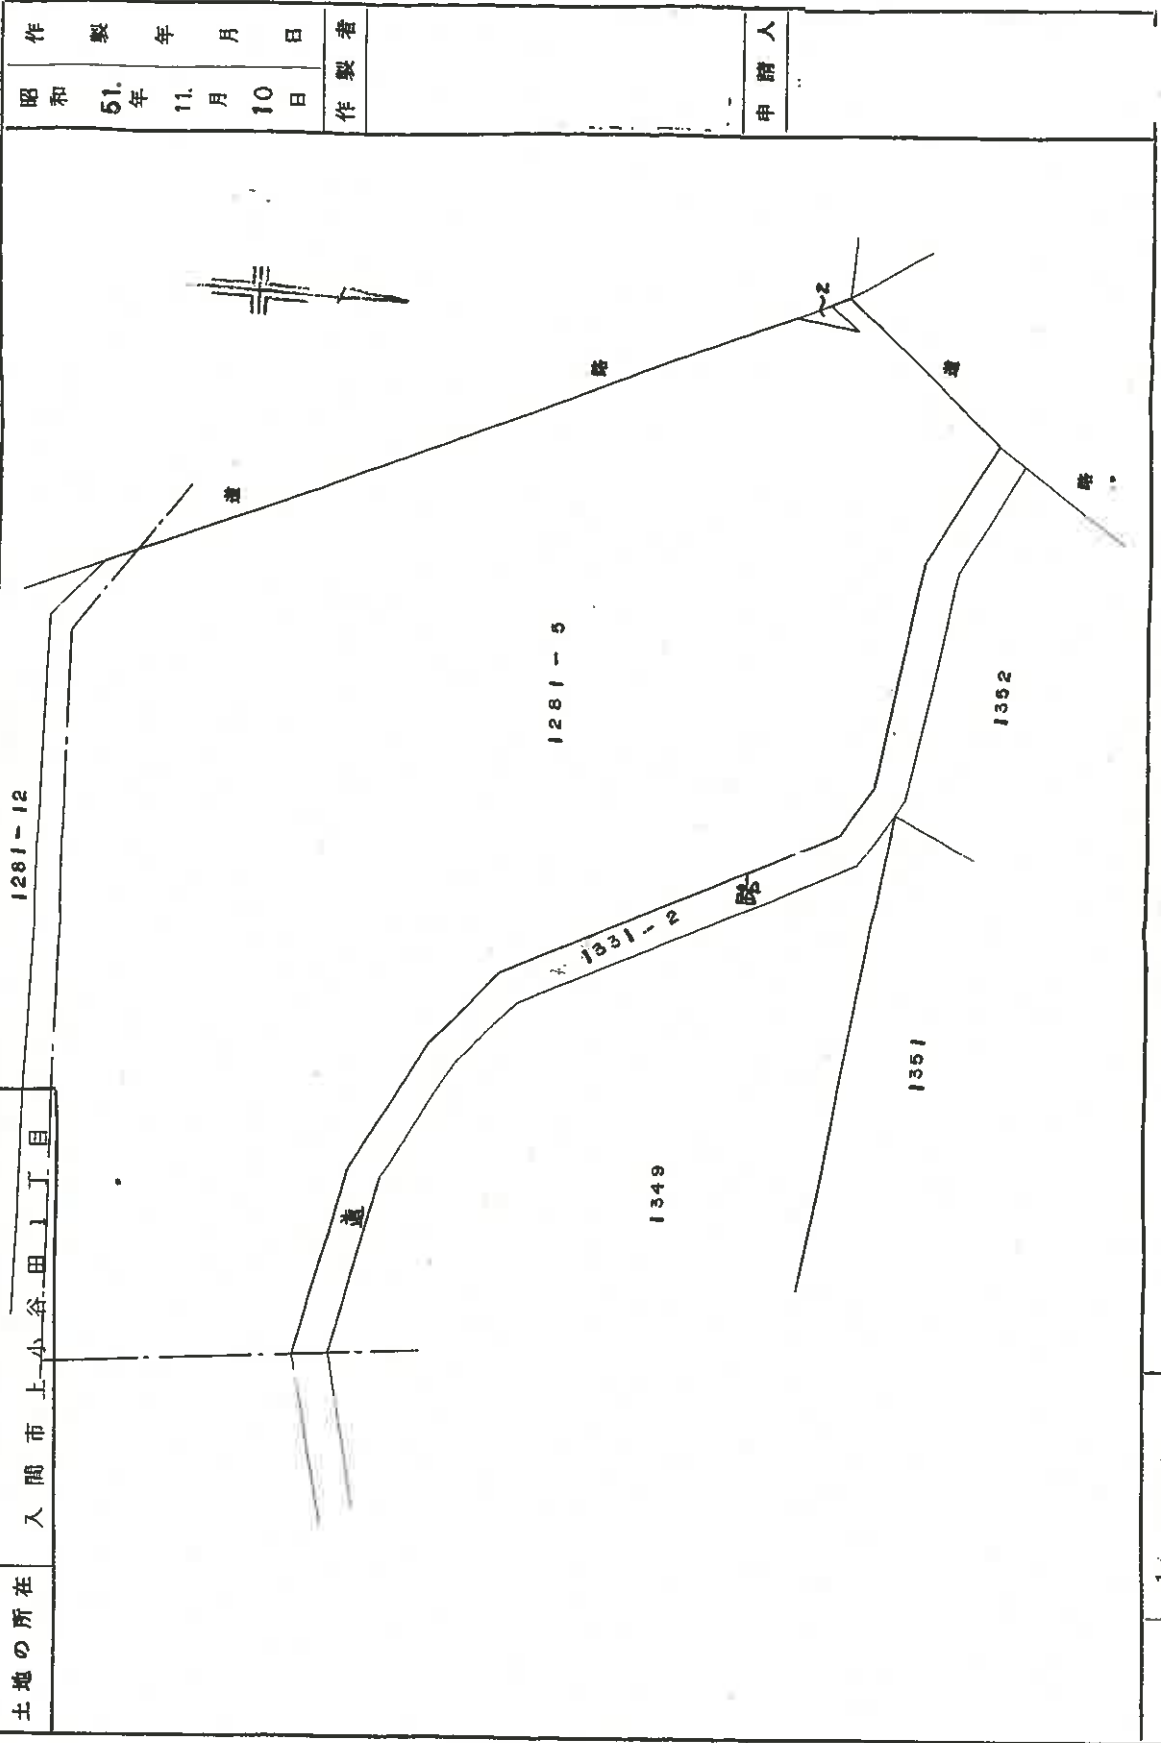 土地の所在
入間市上小谷田1丁目
作製年月日
昭和51.年11.月10日
作製者
申請人
1281-12
道
路
1281-5
~2
道
路
1331-2
道
路
1349
1351
1352